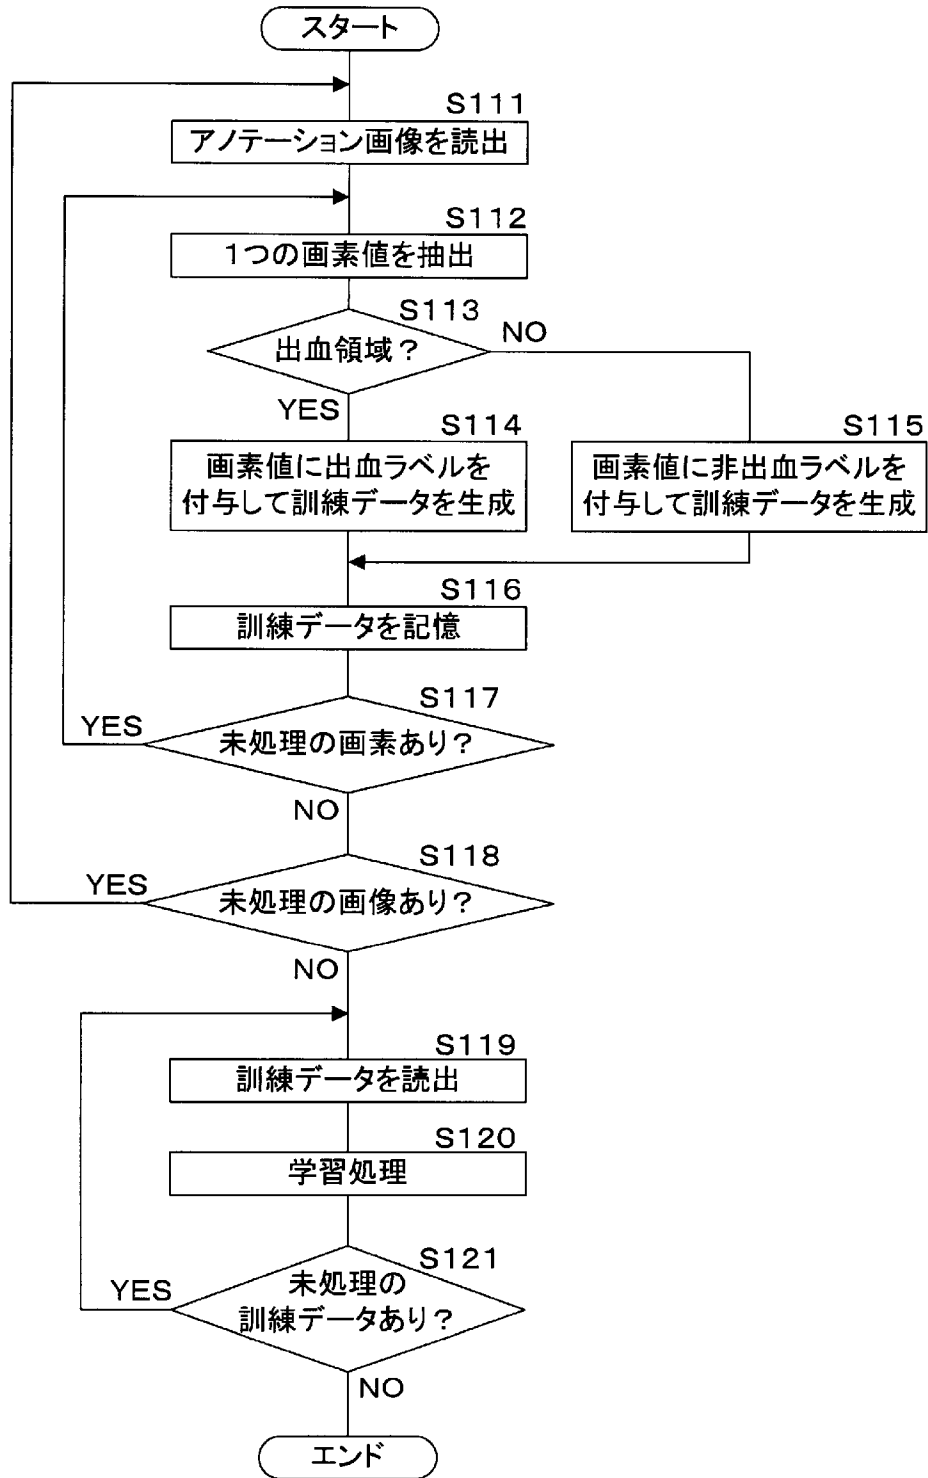 スタート
S111
アノテーション画像を読出
S112
1つの画素値を抽出
S113
出血領域？
NO
YES
S114
画素値に出血ラベルを
付与して訓練データを生成
S115
画素値に非出血ラベルを
付与して訓練データを生成
S116
訓練データを記憶
S117
未処理の画素あり？
YES
NO
S118
未処理の画像あり？
YES
NO
S119
訓練データを読出
S120
学習処理
S121
未処理の
訓練データあり？
YES
NO
エンド